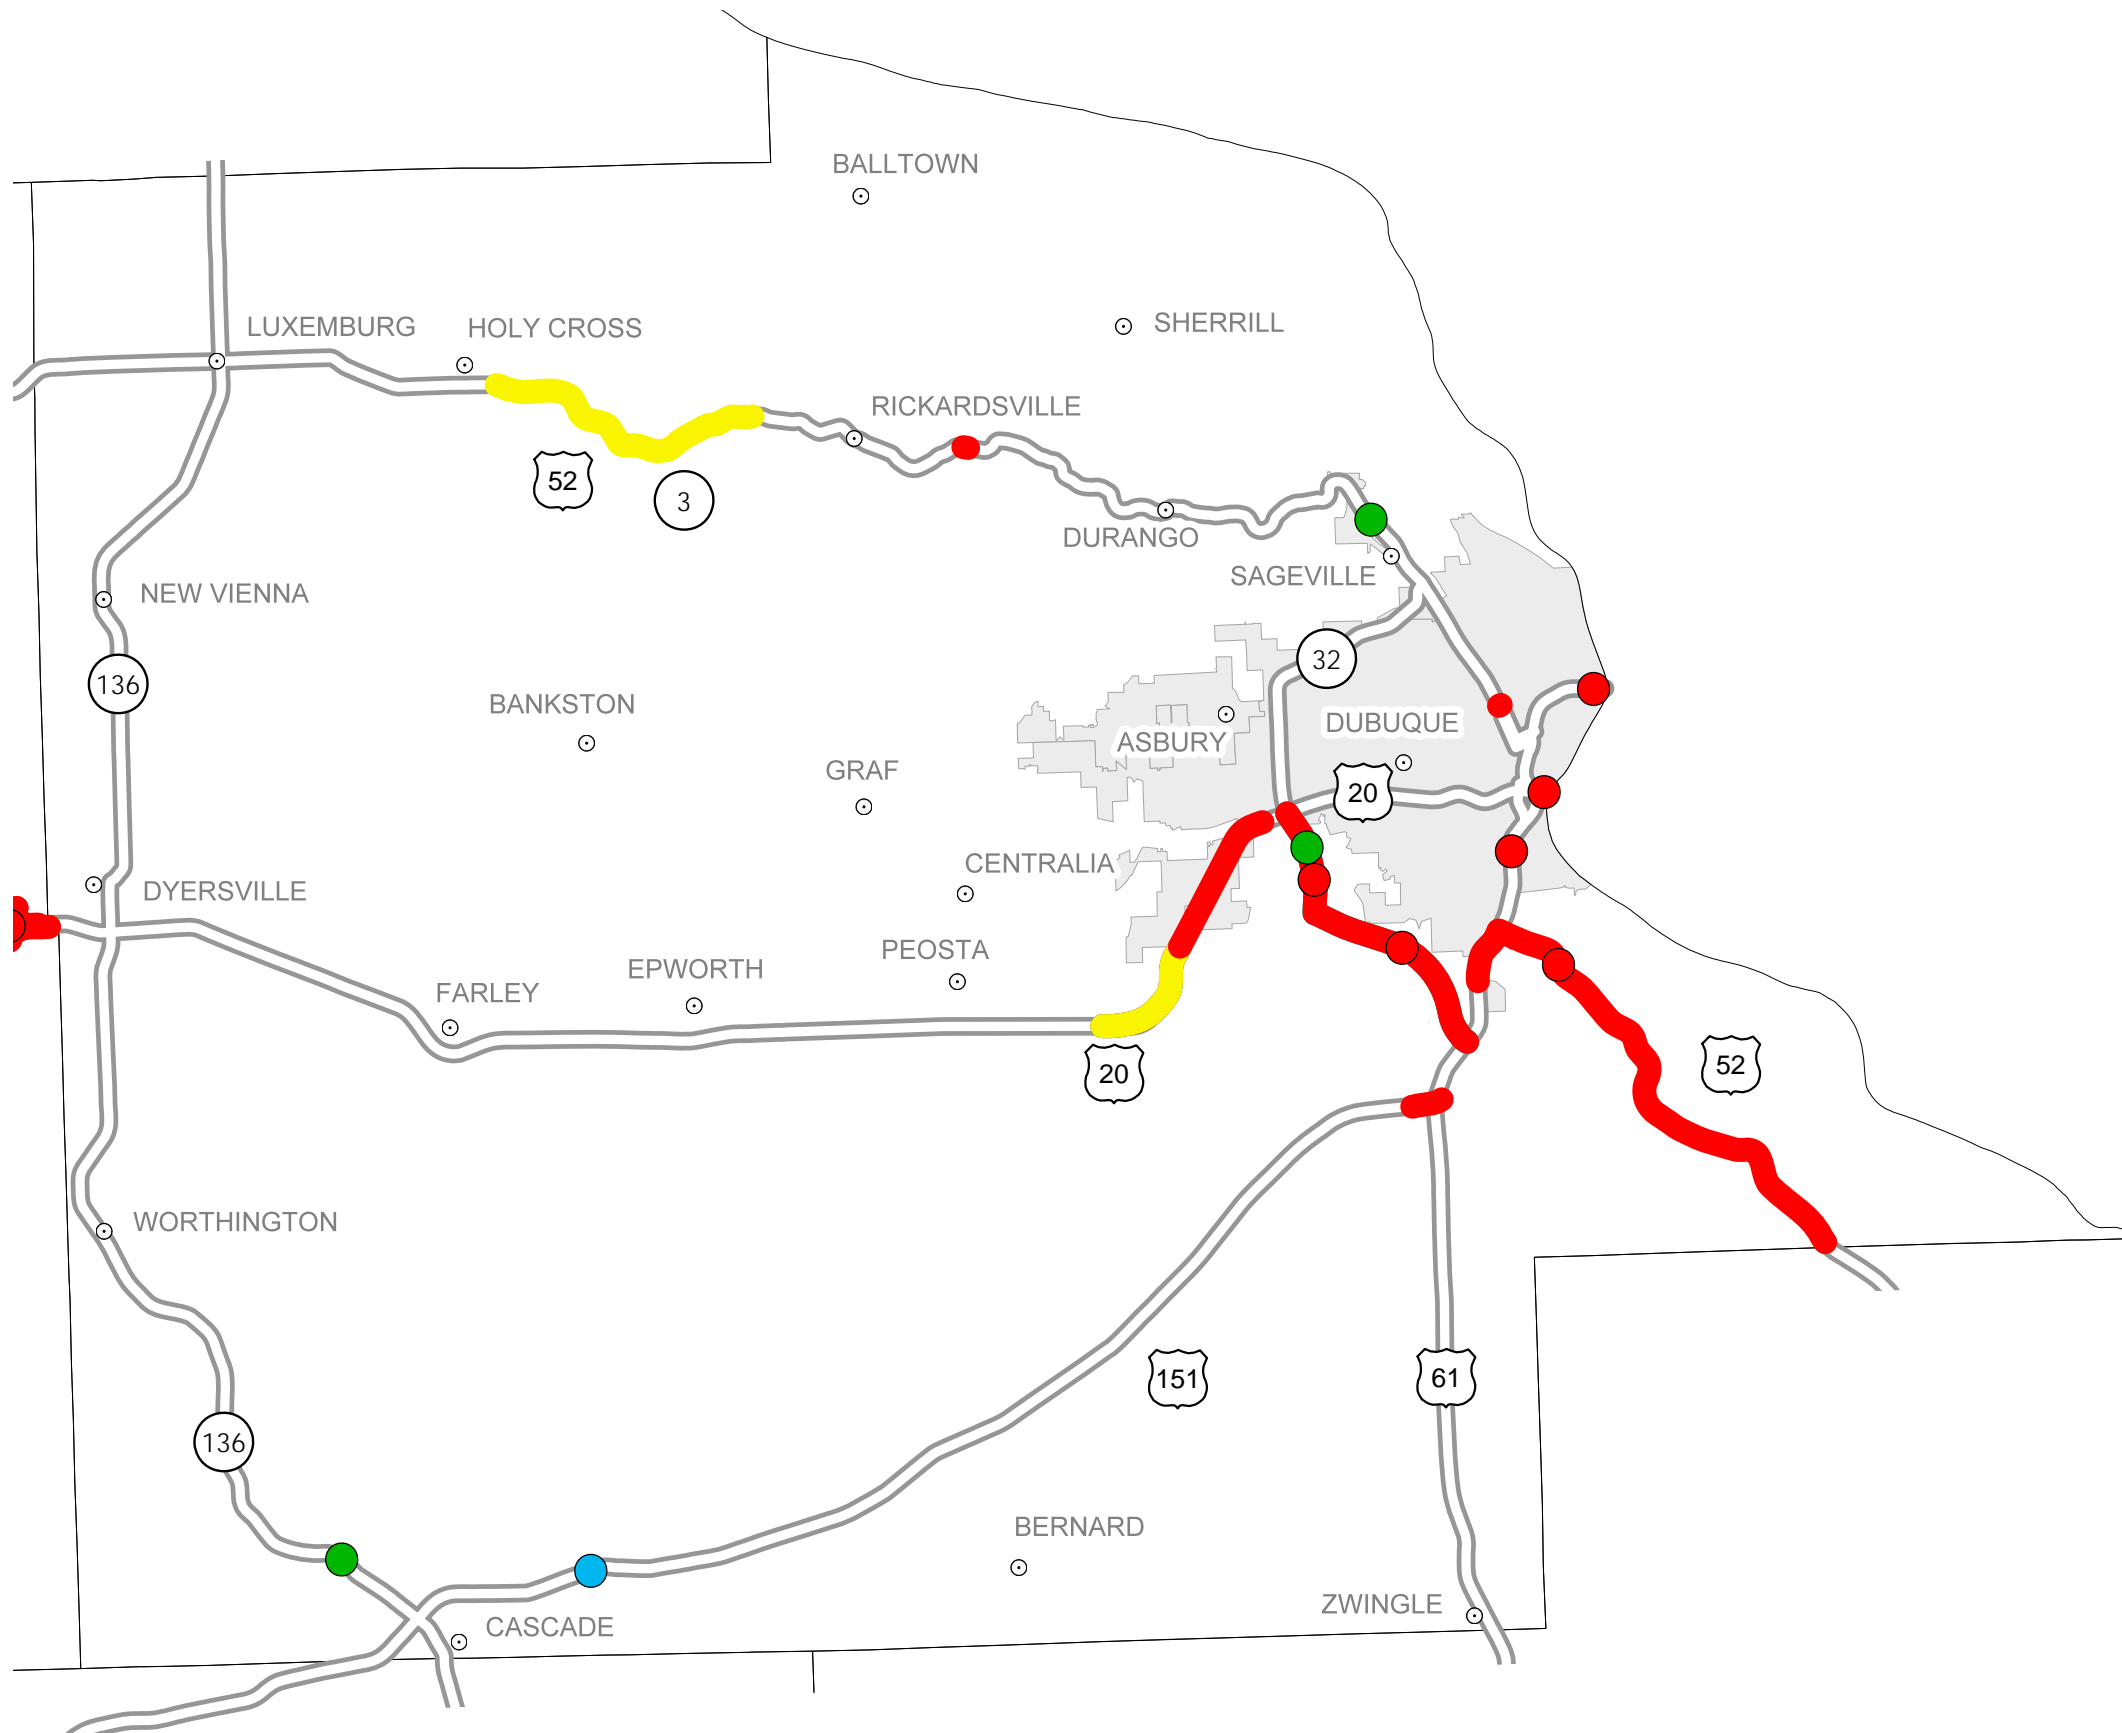 BALLTOWN
LUXEMBURG
HOLY CROSS
SHERRILL
RICKARDSVILLE
52
3
DURANGO
SAGEVILLE
NEW VIENNA
32
136
BANKSTON
DUBUQUE
ASBURY
GRAF
20
CENTRALIA
DYERSVILLE
PEOSTA
EPWORTH
FARLEY
52
20
WORTHINGTON
151
61
136
BERNARD
ZWINGLE
CASCADE